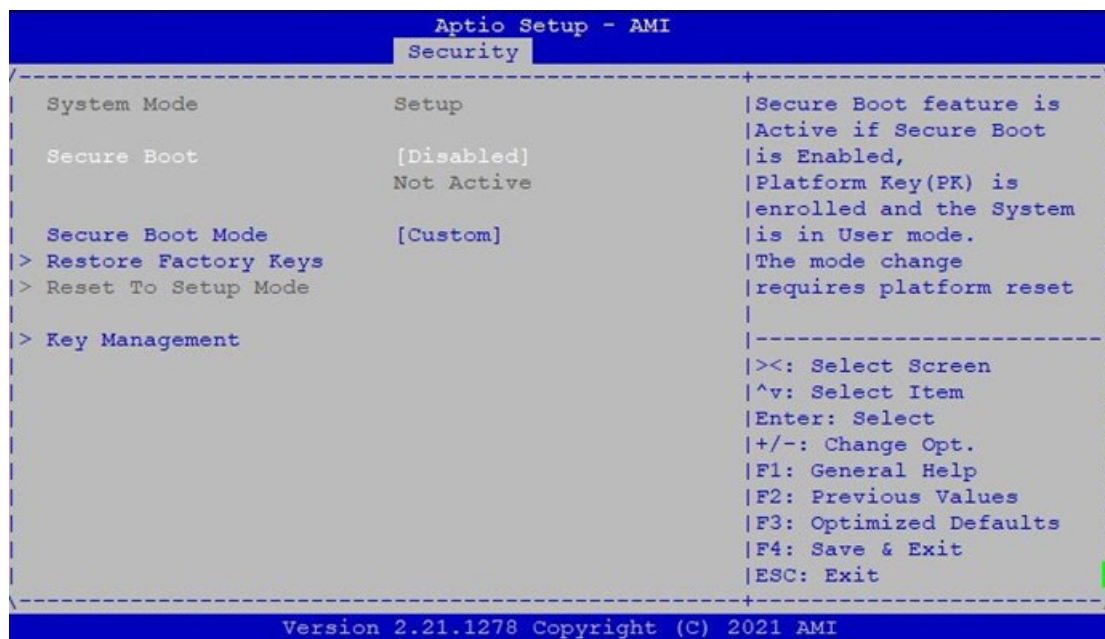 Aptio Setup - AMI
Security
System Mode Setup
Secure Boot [Disabled]
Not Active
Secure Boot Mode [Custom]
> Restore Factory Keys
> Reset To Setup Mode
> Key Management
Secure Boot feature is
Active if Secure Boot
is Enabled,
Platform Key(PK) is
enrolled and the System
is in User mode.
The mode change
requires platform reset
><: Select Screen
^v: Select Item
Enter: Select
+/-: Change Opt.
F1: General Help
F2: Previous Values
F3: Optimized Defaults
F4: Save & Exit
ESC: Exit
Version 2.21.1278 Copyright (C) 2021 AMI